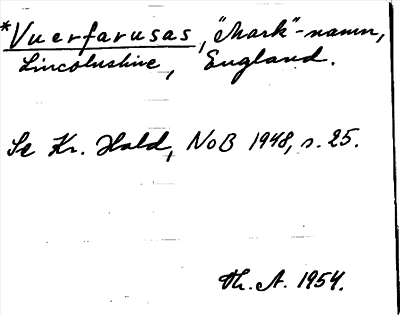 *Vuerfarusas, "Mark"-namn,
Lincolnshire, England.
Se Kr. Hald, NoB 1948, s. 25.
Th. A. 1954.